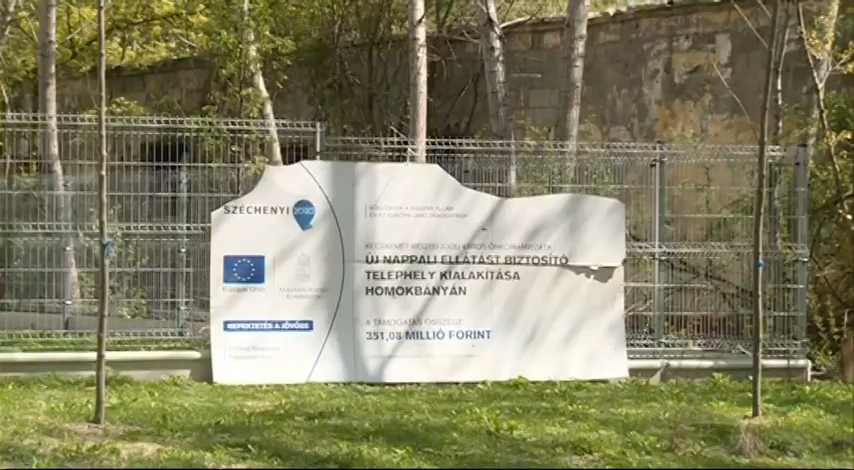 SZÉCHENYI 2020
KECSKEMÉT MEGYEI JOGÚ VÁROS ÖNKORMÁNYZATA
ÚJ NAPPALI ELLÁTÁST BIZTOSÍTÓ
TELEPHELY KIALAKÍTÁSA
HOMOKBÁNYÁN
Európai Unió
BEFEKTETÉS A JÖVŐBE
A TÁMOGATÁS ÖSSZEGE
351,08 MILLIÓ FORINT